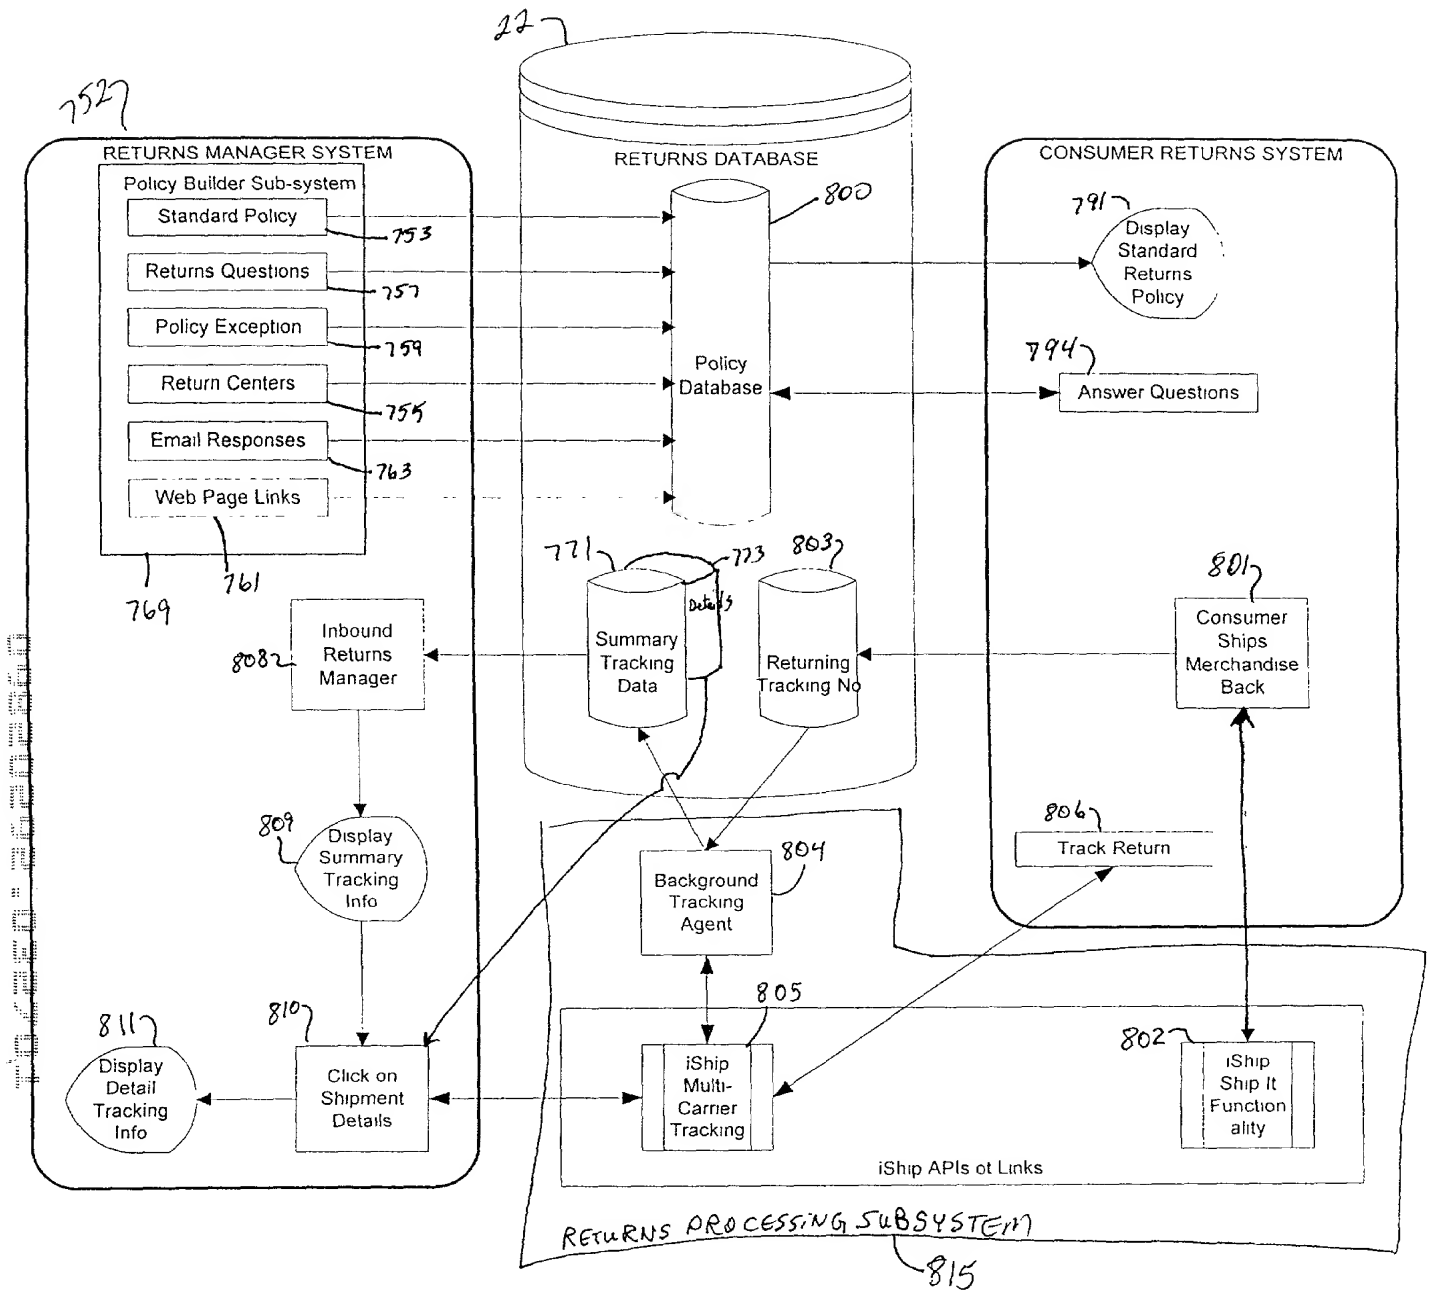 22
752
RETURNS MANAGER SYSTEM
Policy Builder Sub-system
Standard Policy
753
Returns Questions
757
Policy Exception
759
Return Centers
755
Email Responses
763
Web Page Links
761
769
RETURNS DATABASE
800
Policy
Database
CONSUMER RETURNS SYSTEM
791
Display
Standard
Returns
Policy
794
Answer Questions
771
773
Details
Summary
Tracking
Data
803
Returning
Tracking No
801
Consumer
Ships
Merchandise
Back
808
Inbound
Returns
Manager
809
Display
Summary
Tracking
Info
804
Background
Tracking
Agent
806
Track Return
811
Display
Detail
Tracking
Info
810
Click on
Shipment
Details
805
iShip
Multi-
Carrier
Tracking
802
iShip
Ship It
Function
ality
iShip APIs ot Links
RETURNS PROCESSING SUBSYSTEM
815